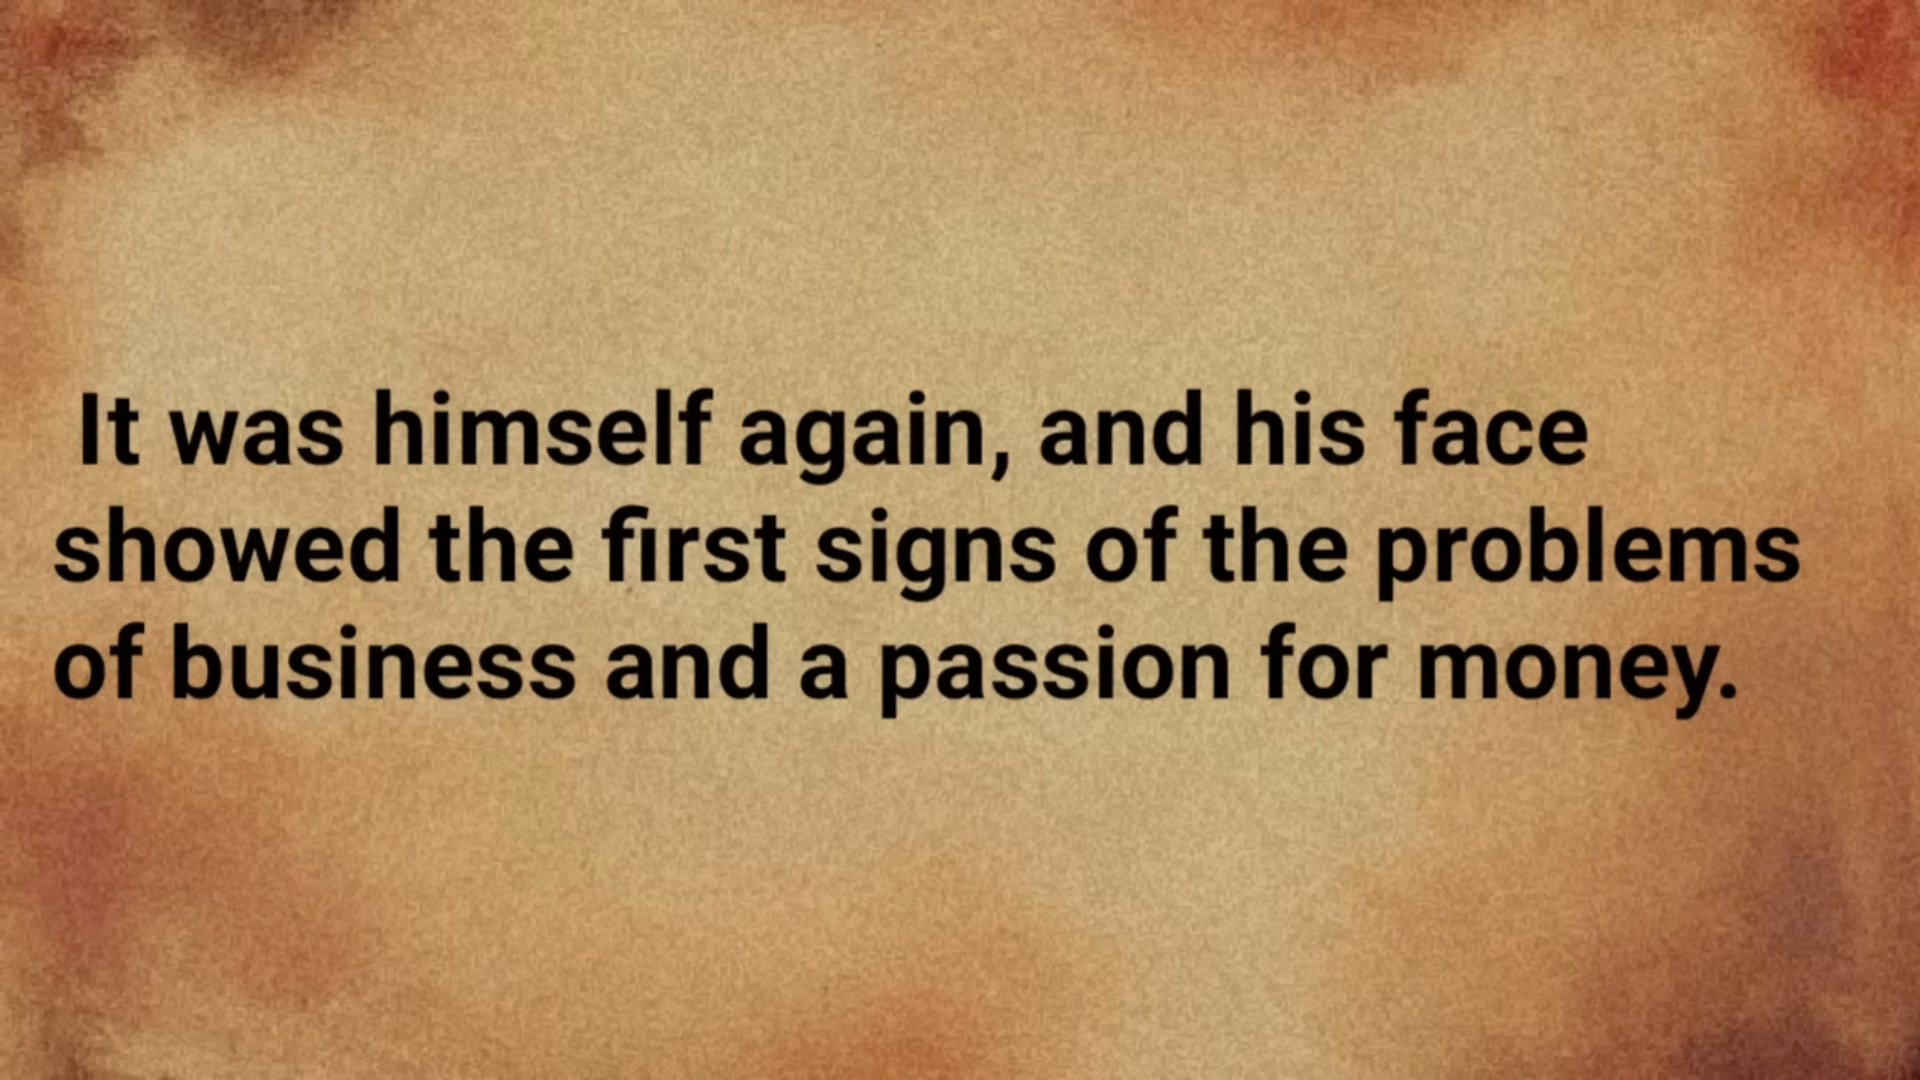 It was himself again, and his face
showed the first signs of the problems
of business and a passion for money.